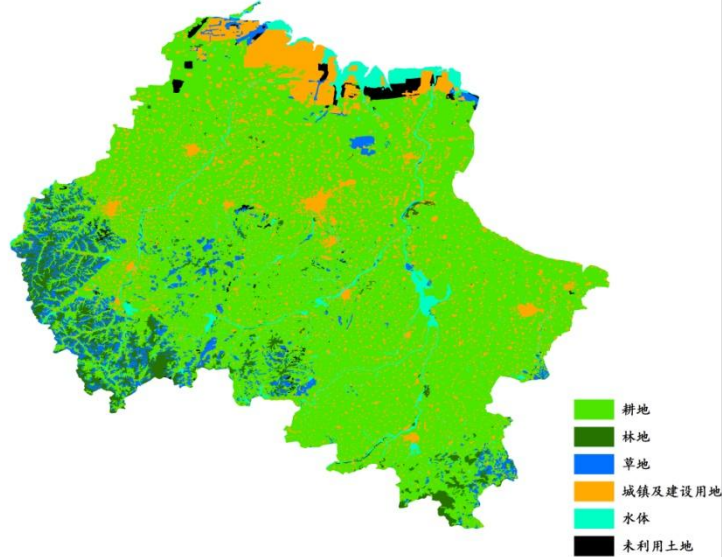 耕地
林地
草地
城镇及建设用地
水体
未利用土地